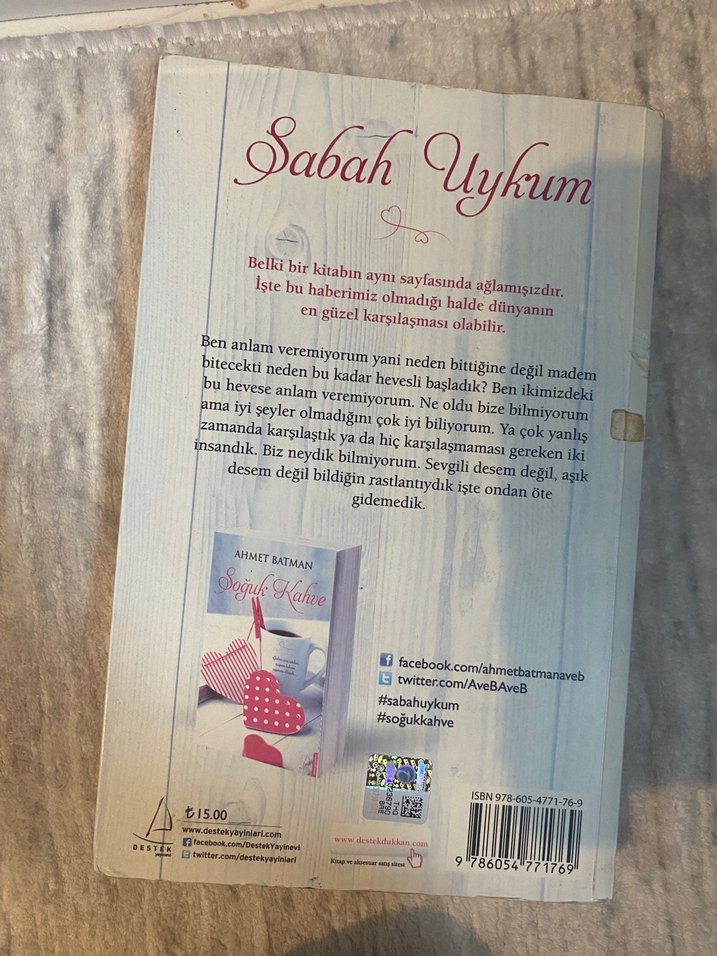 Sabah Uykum
Belki bir kitabın aynı sayfasında ağlamışızdır.
İşte bu haberimiz olmadığı halde dünyanın
en güzel karşılaşması olabilir.
Ben anlam veremiyorum yani neden bittiğine değil madem
bitecekti neden bu kadar hevesli başladık? Ben ikimizdeki
bu hevese anlam veremiyorum. Ne oldu bize bilmiyorum
ama iyi şeyler olmadığını çok iyi biliyorum. Ya çok yanlış
zamanda karşılaştık ya da hiç karşılaşmaması gereken iki
insandık. Biz neydik bilmiyorum. Sevgili desem değil, aşık
desem değil bildiğin rastlantıydık işte ondan öte
gidemedik.
AHMET BATMAN
Soğuk Kahve
facebook.com/ahmetbatmanaveb
twitter.com/AveBAveB
#sabahuykum
#soğukkahve
₺15.00
www.destekyayinlari.com
facebook.com/DestekYayinevi
twitter.com/destekyayinlari
DESTEK
yayınevi
www.destekdukkan.com
Kitap ve aksesuar satış sitesi
ISBN 978-605-4771-76-9
9 786054 771769